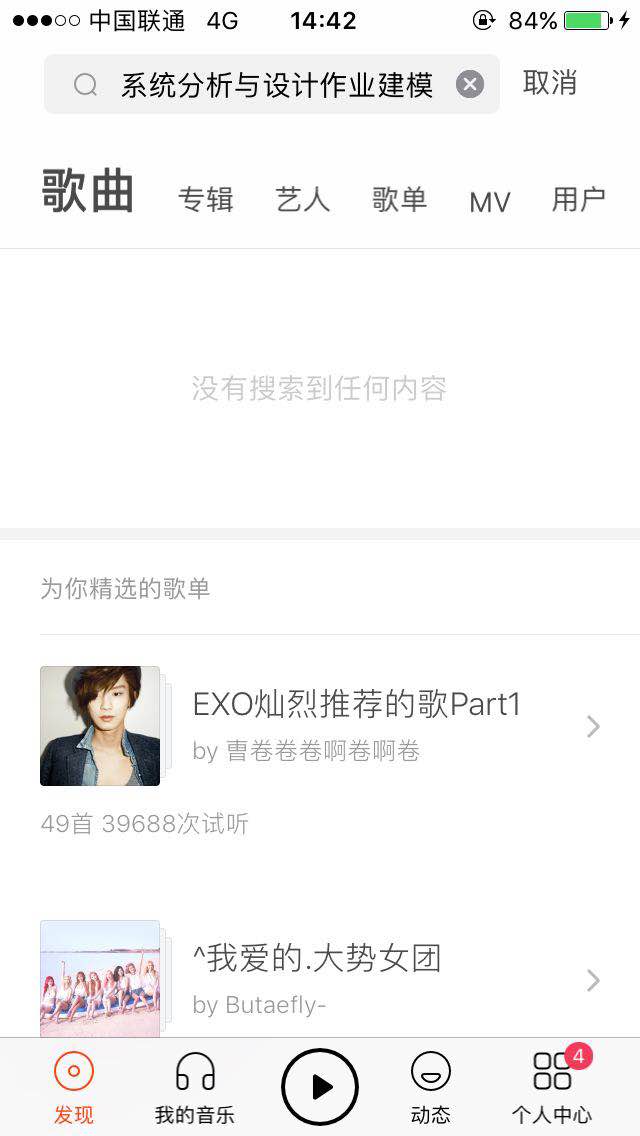 中国联通 4G 14:42 84%
系统分析与设计作业建模 取消
歌曲 专辑 艺人 歌单 MV 用户
没有搜索到任何内容
为你精选的歌单
EXO灿烈推荐的歌Part1
by 曺卷卷卷啊卷啊卷
49首 39688次试听
^我爱的.大势女团
by Butaefly-
4
发现 我的音乐 动态 个人中心